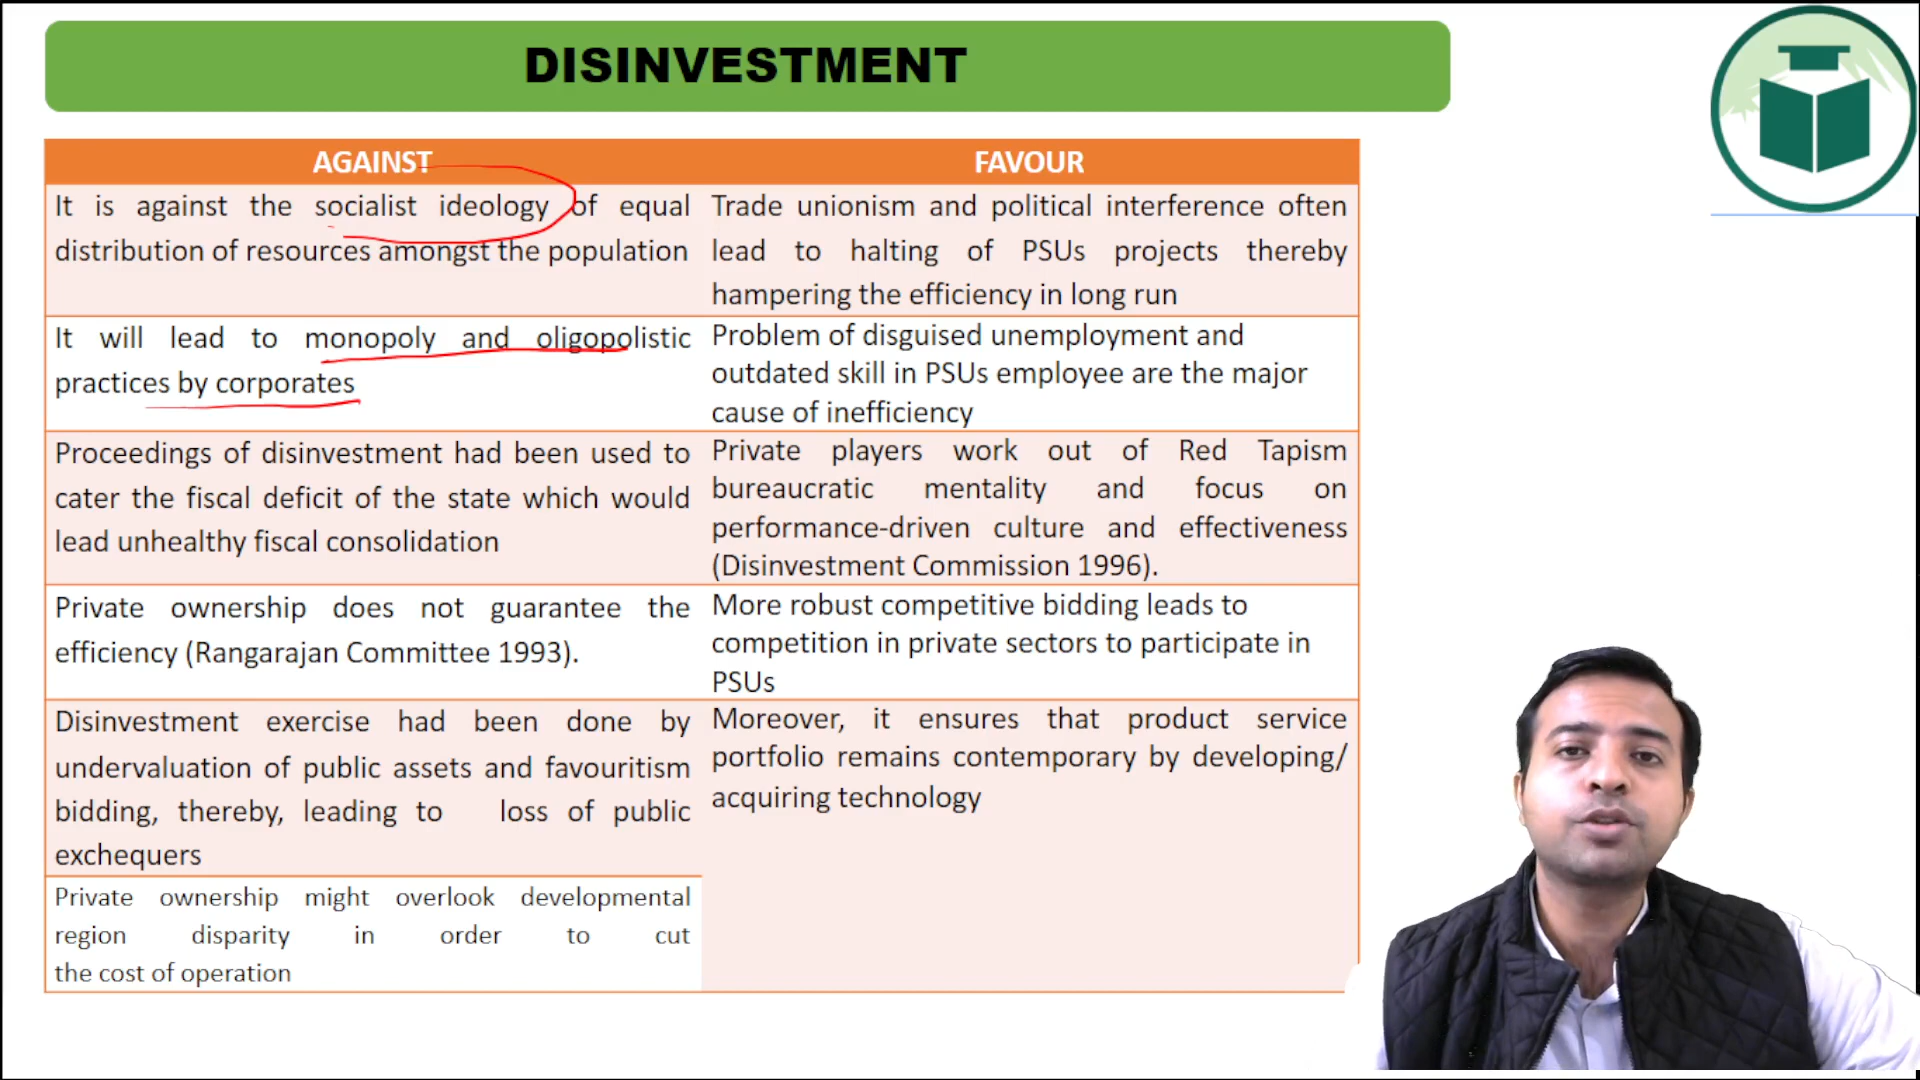 DISINVESTMENT
AGAINST
FAVOUR
It is against the socialist ideology of equal
distribution of resources amongst the population
Trade unionism and political interference often
lead to halting of PSUs projects thereby
hampering the efficiency in long run
It will lead to monopoly and oligopolistic
practices by corporates
Problem of disguised unemployment and
outdated skill in PSUs employee are the major
cause of inefficiency
Proceedings of disinvestment had been used to
cater the fiscal deficit of the state which would
lead unhealthy fiscal consolidation
Private players work out of Red Tapism
bureaucratic mentality and focus on
performance-driven culture and effectiveness
(Disinvestment Commission 1996).
Private ownership does not guarantee the
efficiency (Rangarajan Committee 1993).
More robust competitive bidding leads to
competition in private sectors to participate in
PSUs
Disinvestment exercise had been done by
undervaluation of public assets and favouritism
bidding, thereby, leading to loss of public
exchequers
Moreover, it ensures that product service
portfolio remains contemporary by developing/
acquiring technology
Private ownership might overlook developmental
region disparity in order to cut
the cost of operation